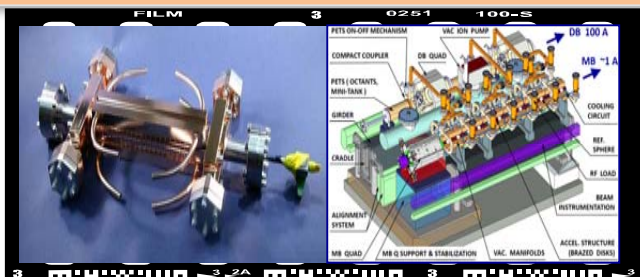 FILM 3 0251 100-S
PETS ON-OFF MECHANISM
VAC ION PUMP
DB 100 A
COMPACT COUPLER
DB QUAD
MB ~1 A
PETS ( OCTANTS,
MINI-TANK )
GIRDER
COOLING
CIRCUIT
CRADLE
REF.
SPHERE
RF LOAD
BEAM
INSTRUMENTATION
ALIGNMENT
SYSTEM
MB QUAD
MB Q SUPPORT & STABILIZATION
VAC. MANIFOLDS
ACCEL. STRUCTURE
(BRAZED DISKS)
3 3 2A 3 3